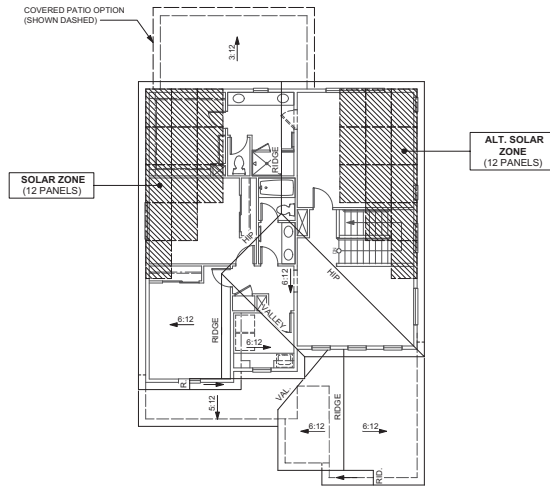 COVERED PATIO OPTION
(SHOWN DASHED)
3:12
RIDGE
ALT. SOLAR
ZONE
(12 PANELS)
SOLAR ZONE
(12 PANELS)
HIP
HIP
6:12
VALLEY
6:12
RIDGE
6:12
R.
5:12
VAL.
RIDGE
6:12
6:12
RID.